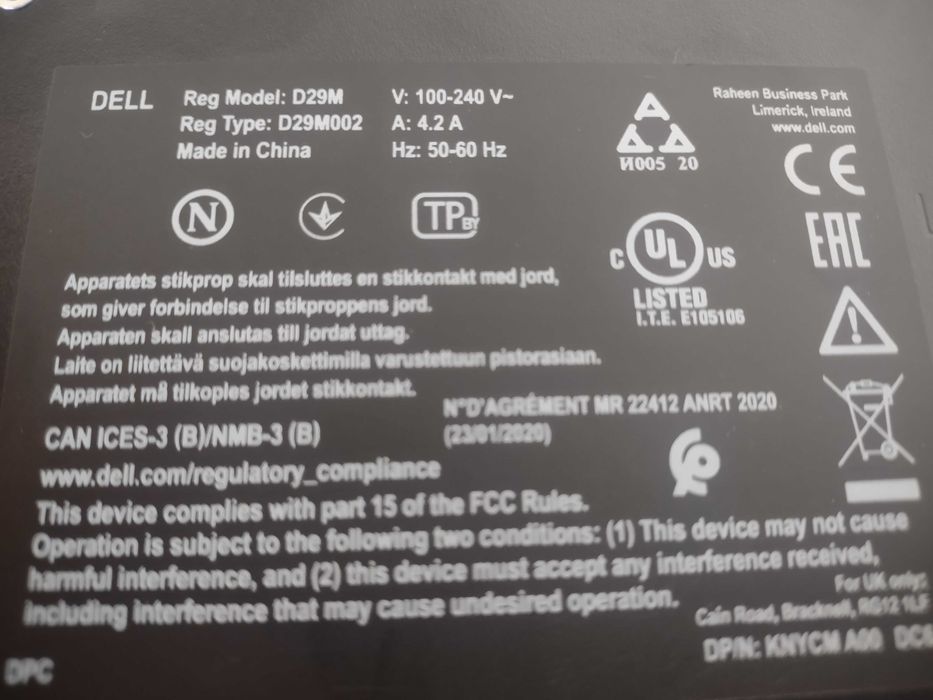 DELL
Reg Model: D29M
Reg Type: D29M002
Made in China
V: 100-240 V~
A: 4.2 A
Hz: 50-60 Hz
И005 20
Raheen Business Park
Limerick, Ireland
www.dell.com
CE
N
TP BY
C UL US
LISTED
I.T.E. E105106
EAC
Apparatets stikprop skal tilsluttes en stikkontakt med jord,
som giver forbindelse til stikproppens jord.
Apparaten skall anslutas till jordat uttag.
Laite on liitettävä suojakoskettimilla varustettuun pistorasiaan.
Apparatet må tilkoples jordet stikkontakt.
N°D'AGRÉMENT MR 22412 ANRT 2020
(23/01/2020)
CAN ICES-3 (B)/NMB-3 (B)
www.dell.com/regulatory_compliance
This device complies with part 15 of the FCC Rules.
Operation is subject to the following two conditions: (1) This device may not cause
harmful interference, and (2) this device must accept any interference received,
including interference that may cause undesired operation.
For UK only:
Cain Road, Bracknell, RG12 1LF
DP/N: KNYCM A00
DPC